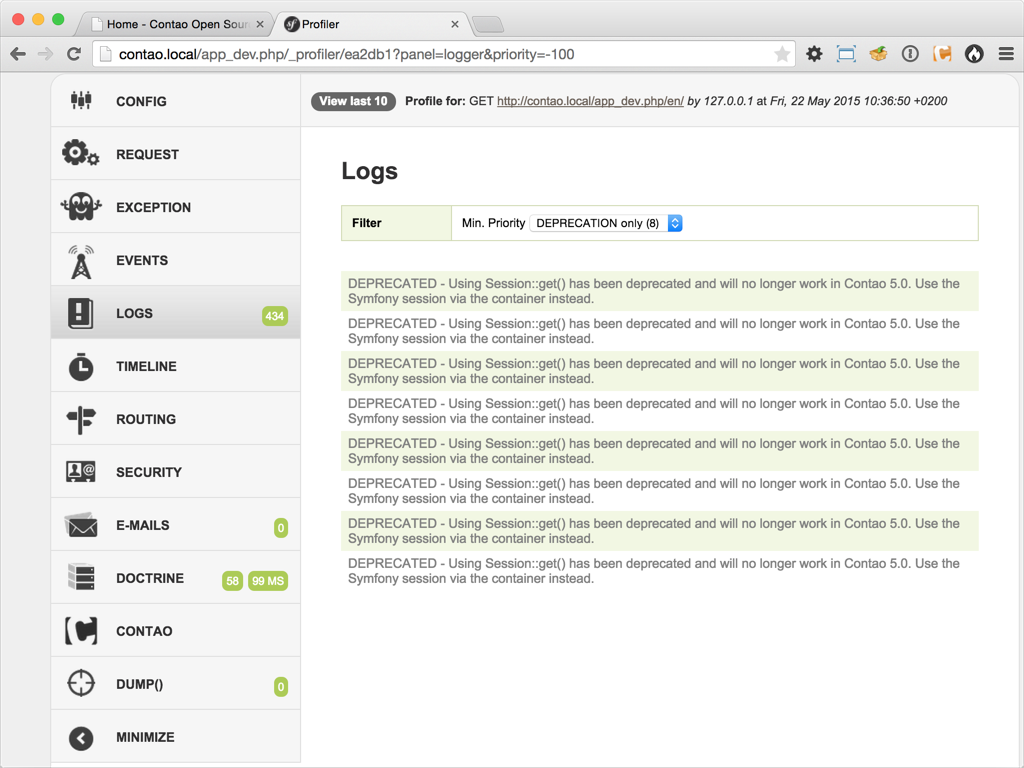 Home - Contao Open Sour
Profiler
contao.local/app_dev.php/_profiler/ea2db1?panel=logger&priority=-100
CONFIG
REQUEST
EXCEPTION
EVENTS
LOGS 434
TIMELINE
ROUTING
SECURITY
E-MAILS 0
DOCTRINE 58 99 MS
CONTAO
DUMP() 0
MINIMIZE
View last 10 Profile for: GET http://contao.local/app_dev.php/en/ by 127.0.0.1 at Fri, 22 May 2015 10:36:50 +0200
Logs
Filter Min. Priority DEPRECATION only (8)
DEPRECATED - Using Session::get() has been deprecated and will no longer work in Contao 5.0. Use the
Symfony session via the container instead.
DEPRECATED - Using Session::get() has been deprecated and will no longer work in Contao 5.0. Use the
Symfony session via the container instead.
DEPRECATED - Using Session::get() has been deprecated and will no longer work in Contao 5.0. Use the
Symfony session via the container instead.
DEPRECATED - Using Session::get() has been deprecated and will no longer work in Contao 5.0. Use the
Symfony session via the container instead.
DEPRECATED - Using Session::get() has been deprecated and will no longer work in Contao 5.0. Use the
Symfony session via the container instead.
DEPRECATED - Using Session::get() has been deprecated and will no longer work in Contao 5.0. Use the
Symfony session via the container instead.
DEPRECATED - Using Session::get() has been deprecated and will no longer work in Contao 5.0. Use the
Symfony session via the container instead.
DEPRECATED - Using Session::get() has been deprecated and will no longer work in Contao 5.0. Use the
Symfony session via the container instead.